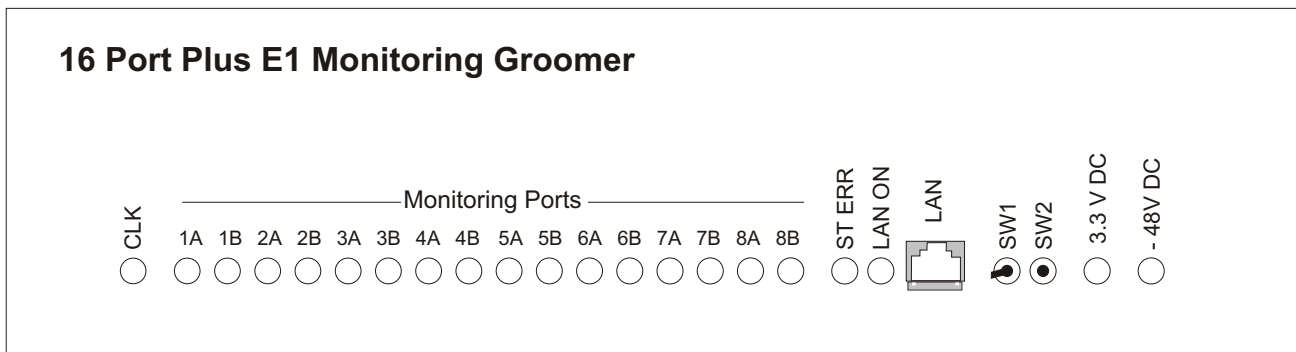 16 Port Plus E1 Monitoring Groomer
CLK
Monitoring Ports
1A 1B 2A 2B 3A 3B 4A 4B 5A 5B 6A 6B 7A 7B 8A 8B
ST ERR
LAN ON
LAN
SW1
SW2
3.3 V DC
- 48V DC